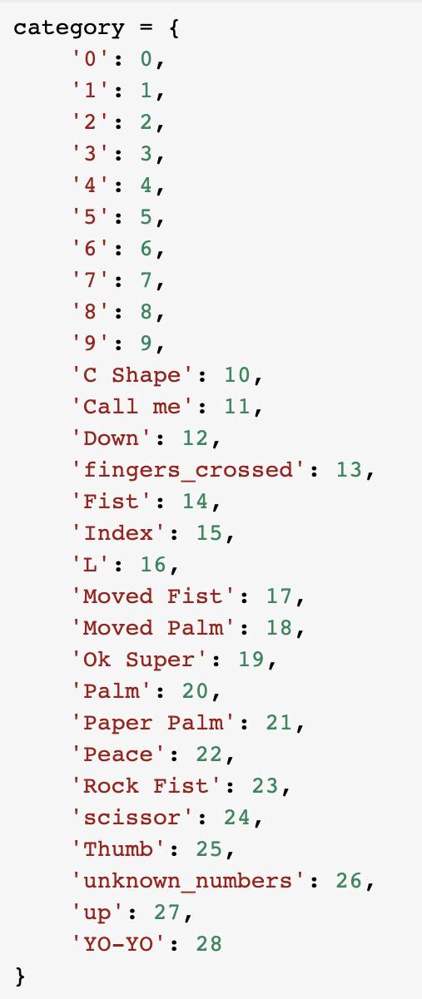 category = {
    '0': 0,
    '1': 1,
    '2': 2,
    '3': 3,
    '4': 4,
    '5': 5,
    '6': 6,
    '7': 7,
    '8': 8,
    '9': 9,
    'C Shape': 10,
    'Call me': 11,
    'Down': 12,
    'fingers_crossed': 13,
    'Fist': 14,
    'Index': 15,
    'L': 16,
    'Moved Fist': 17,
    'Moved Palm': 18,
    'Ok Super': 19,
    'Palm': 20,
    'Paper Palm': 21,
    'Peace': 22,
    'Rock Fist': 23,
    'scissor': 24,
    'Thumb': 25,
    'unknown_numbers': 26,
    'up': 27,
    'YO-YO': 28
}